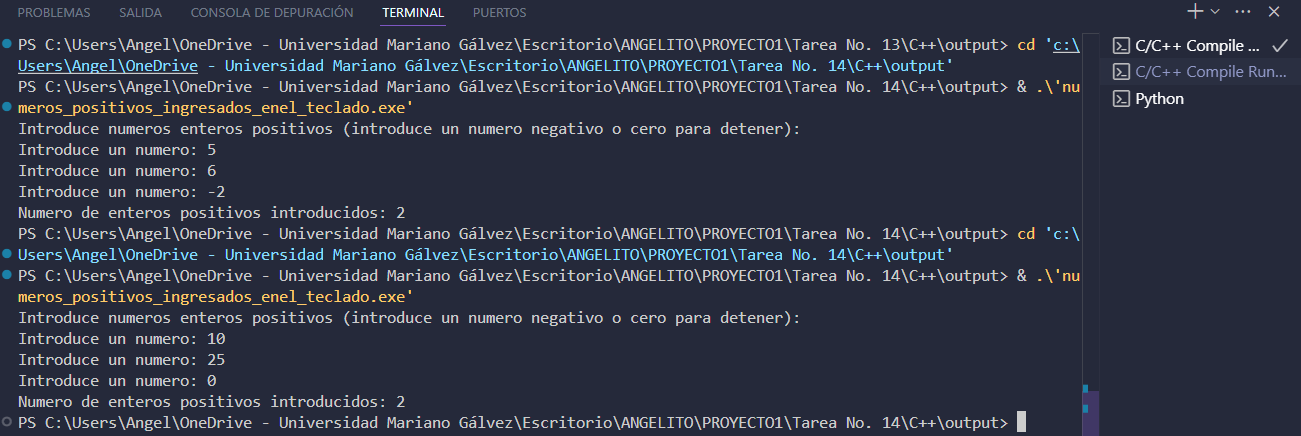 PROBLEMAS SALIDA CONSOLA DE DEPURACIÓN TERMINAL PUERTOS
PS C:\Users\Angel\OneDrive - Universidad Mariano Gálvez\Escritorio\ANGELITO\PROYECTO1\Tarea No. 13\C++\output> cd 'c:\
Users\Angel\OneDrive - Universidad Mariano Gálvez\Escritorio\ANGELITO\PROYECTO1\Tarea No. 14\C++\output'
PS C:\Users\Angel\OneDrive - Universidad Mariano Gálvez\Escritorio\ANGELITO\PROYECTO1\Tarea No. 14\C++\output> & .\'nu
meros_positivos_ingresados_enel_teclado.exe'
Introduce numeros enteros positivos (introduce un numero negativo o cero para detener):
Introduce un numero: 5
Introduce un numero: 6
Introduce un numero: -2
Numero de enteros positivos introducidos: 2
PS C:\Users\Angel\OneDrive - Universidad Mariano Gálvez\Escritorio\ANGELITO\PROYECTO1\Tarea No. 14\C++\output> cd 'c:\
Users\Angel\OneDrive - Universidad Mariano Gálvez\Escritorio\ANGELITO\PROYECTO1\Tarea No. 14\C++\output'
PS C:\Users\Angel\OneDrive - Universidad Mariano Gálvez\Escritorio\ANGELITO\PROYECTO1\Tarea No. 14\C++\output> & .\'nu
meros_positivos_ingresados_enel_teclado.exe'
Introduce numeros enteros positivos (introduce un numero negativo o cero para detener):
Introduce un numero: 10
Introduce un numero: 25
Introduce un numero: 0
Numero de enteros positivos introducidos: 2
PS C:\Users\Angel\OneDrive - Universidad Mariano Gálvez\Escritorio\ANGELITO\PROYECTO1\Tarea No. 14\C++\output>
C/C++ Compile ...
C/C++ Compile Run...
Python